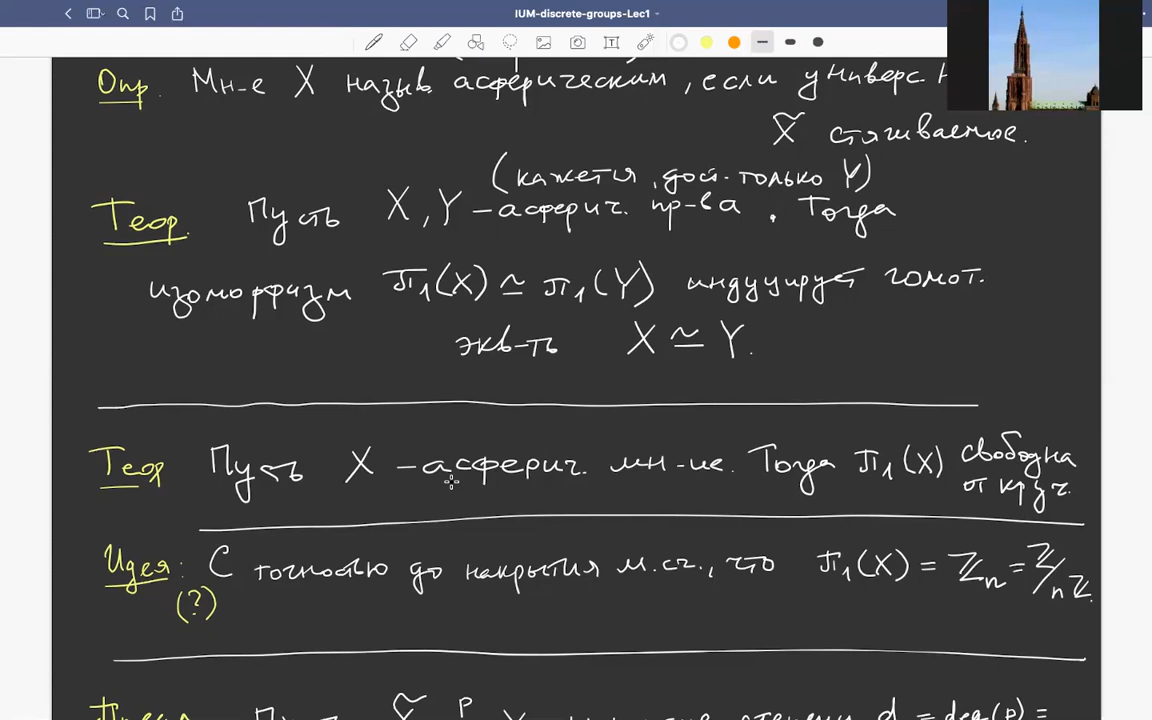 IUM-discrete-groups-Lec1
Опр. Мн-е X назыв. асферическим, если универс.
X̃ стягиваемое.
(кажется, дост. только Y)
Теор. Пусть X, Y – асферич. пр-ва. Тогда
изоморфизм π₁(X) ≃ π₁(Y) индуцирует гомот.
экв-ть X ≃ Y.
Теор Пусть X – асферич. мн-ие. Тогда π₁(X) свободна
от круч.
Идея: С точностью до накрытия м.сч., что π₁(X) = ℤₙ = ℤ/nℤ.
(?)
X̃ p d = deg(p) =